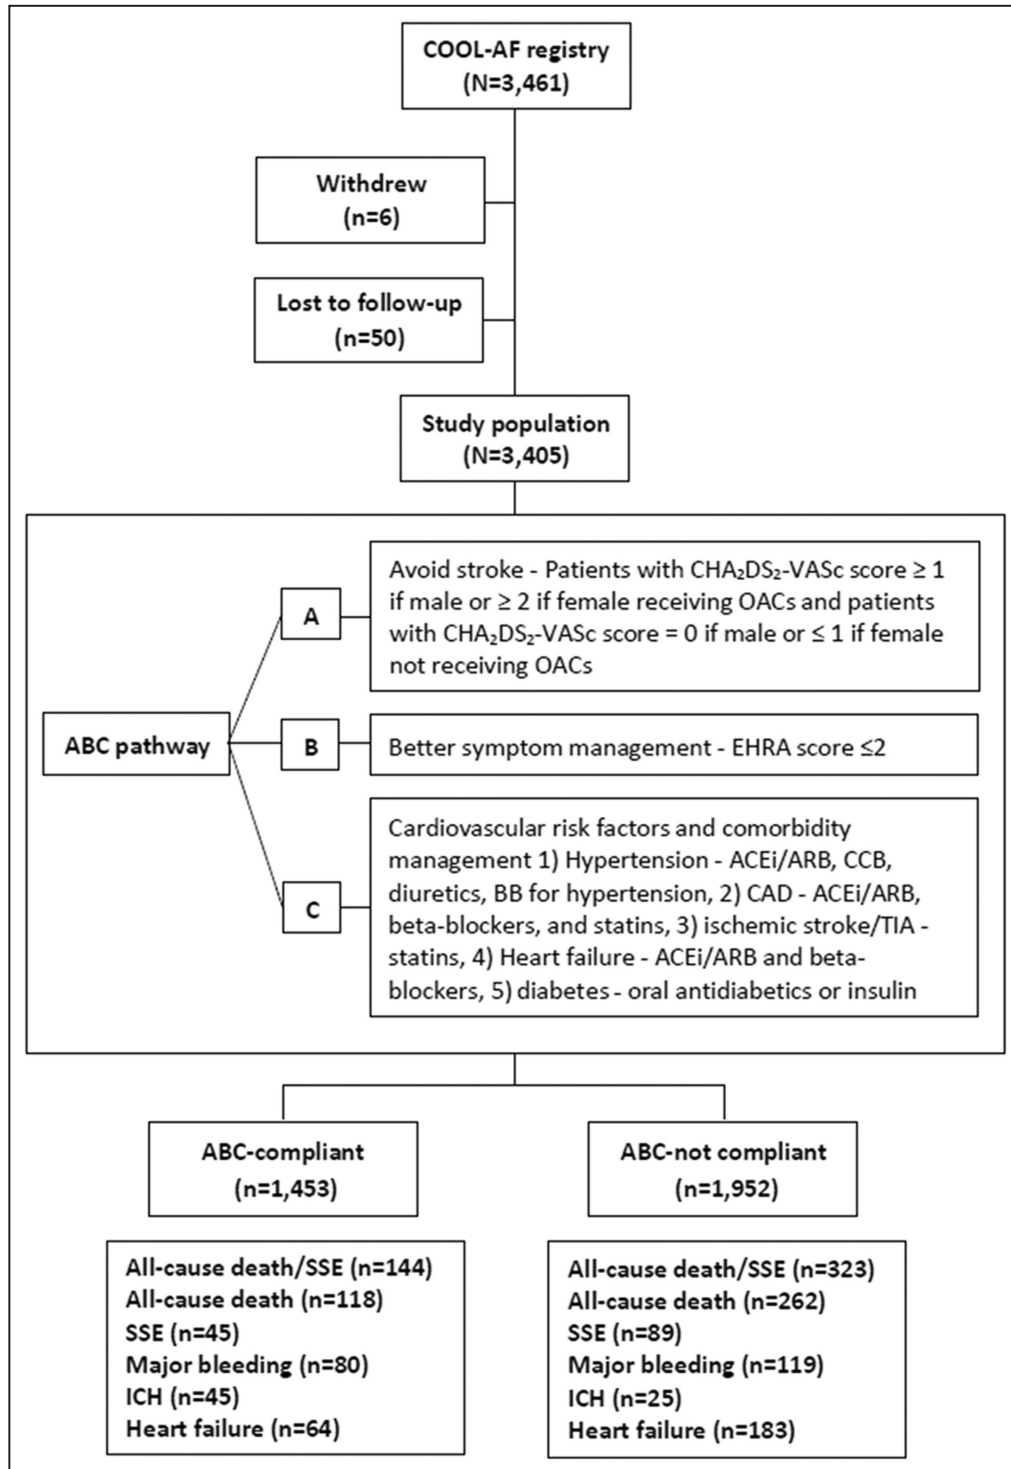 COOL-AF registry
(N=3,461)
Withdrew
(n=6)
Lost to follow-up
(n=50)
Study population
(N=3,405)
ABC pathway
A
Avoid stroke - Patients with CHA₂DS₂-VASc score ≥ 1
if male or ≥ 2 if female receiving OACs and patients
with CHA₂DS₂-VASc score = 0 if male or ≤ 1 if female
not receiving OACs
B
Better symptom management - EHRA score ≤2
C
Cardiovascular risk factors and comorbidity
management 1) Hypertension - ACEi/ARB, CCB,
diuretics, BB for hypertension, 2) CAD - ACEi/ARB,
beta-blockers, and statins, 3) ischemic stroke/TIA -
statins, 4) Heart failure - ACEi/ARB and beta-
blockers, 5) diabetes - oral antidiabetics or insulin
ABC-compliant
(n=1,453)
All-cause death/SSE (n=144)
All-cause death (n=118)
SSE (n=45)
Major bleeding (n=80)
ICH (n=45)
Heart failure (n=64)
ABC-not compliant
(n=1,952)
All-cause death/SSE (n=323)
All-cause death (n=262)
SSE (n=89)
Major bleeding (n=119)
ICH (n=25)
Heart failure (n=183)